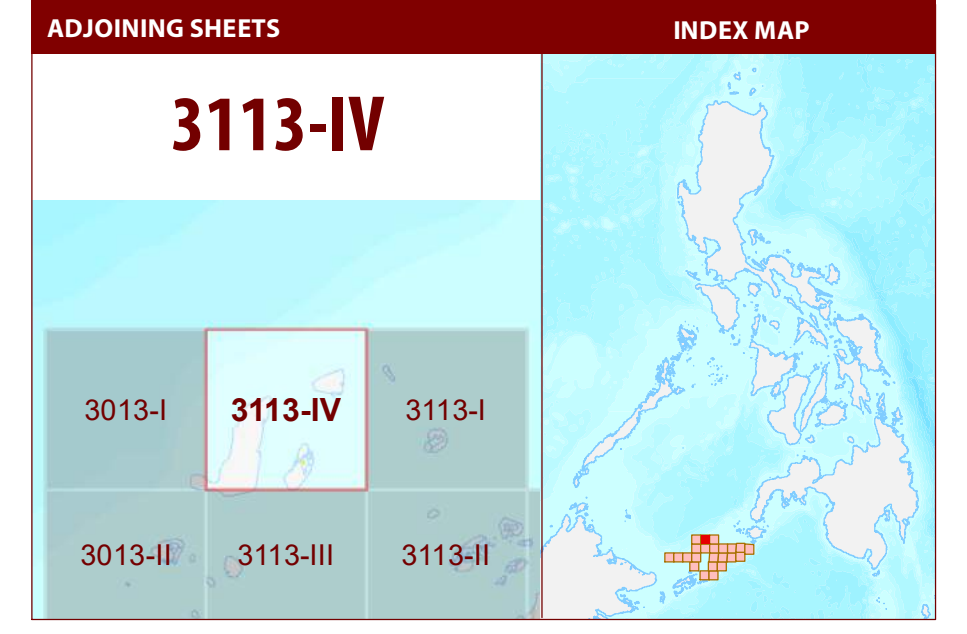 ADJOINING SHEETS
INDEX MAP
3113-IV
3013-I
3113-IV
3113-I
3013-II
3113-III
3113-II